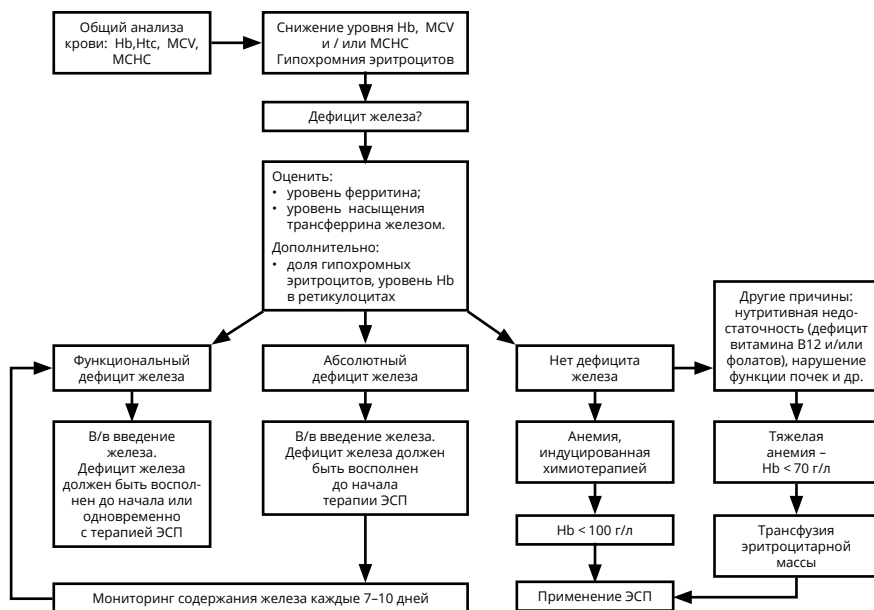 Общий анализа
крови: Hb,Htc, MCV,
MCHC
Снижение уровня Hb, MCV
и / или MCHC
Гипохромния эритроцитов
Дефицит железа?
Оценить:
• уровень ферритина;
• уровень насыщения
трансферрина железом.
Дополнительно:
• доля гипохромных
эритроцитов, уровень Hb
в ретикулоцитах
Функциональный
дефицит железа
Абсолютный
дефицит железа
Нет дефицита
железа
Другие причины:
нутритивная недо-
статочность (дефицит
витамина B12 и/или
фолатов), нарушение
функции почек и др.
В/в введение
железа.
Дефицит железа
должен быть воспол-
нен до начала или
одновременно
с терапией ЭСП
В/в введение железа.
Дефицит железа должен
быть восполнен
до начала
терапии ЭСП
Анемия,
индуцированная
химиотерапией
Тяжелая
анемия –
Hb < 70 г/л
Hb < 100 г/л
Трансфузия
эритроцитарной
массы
Мониторинг содержания железа каждые 7–10 дней
Применение ЭСП